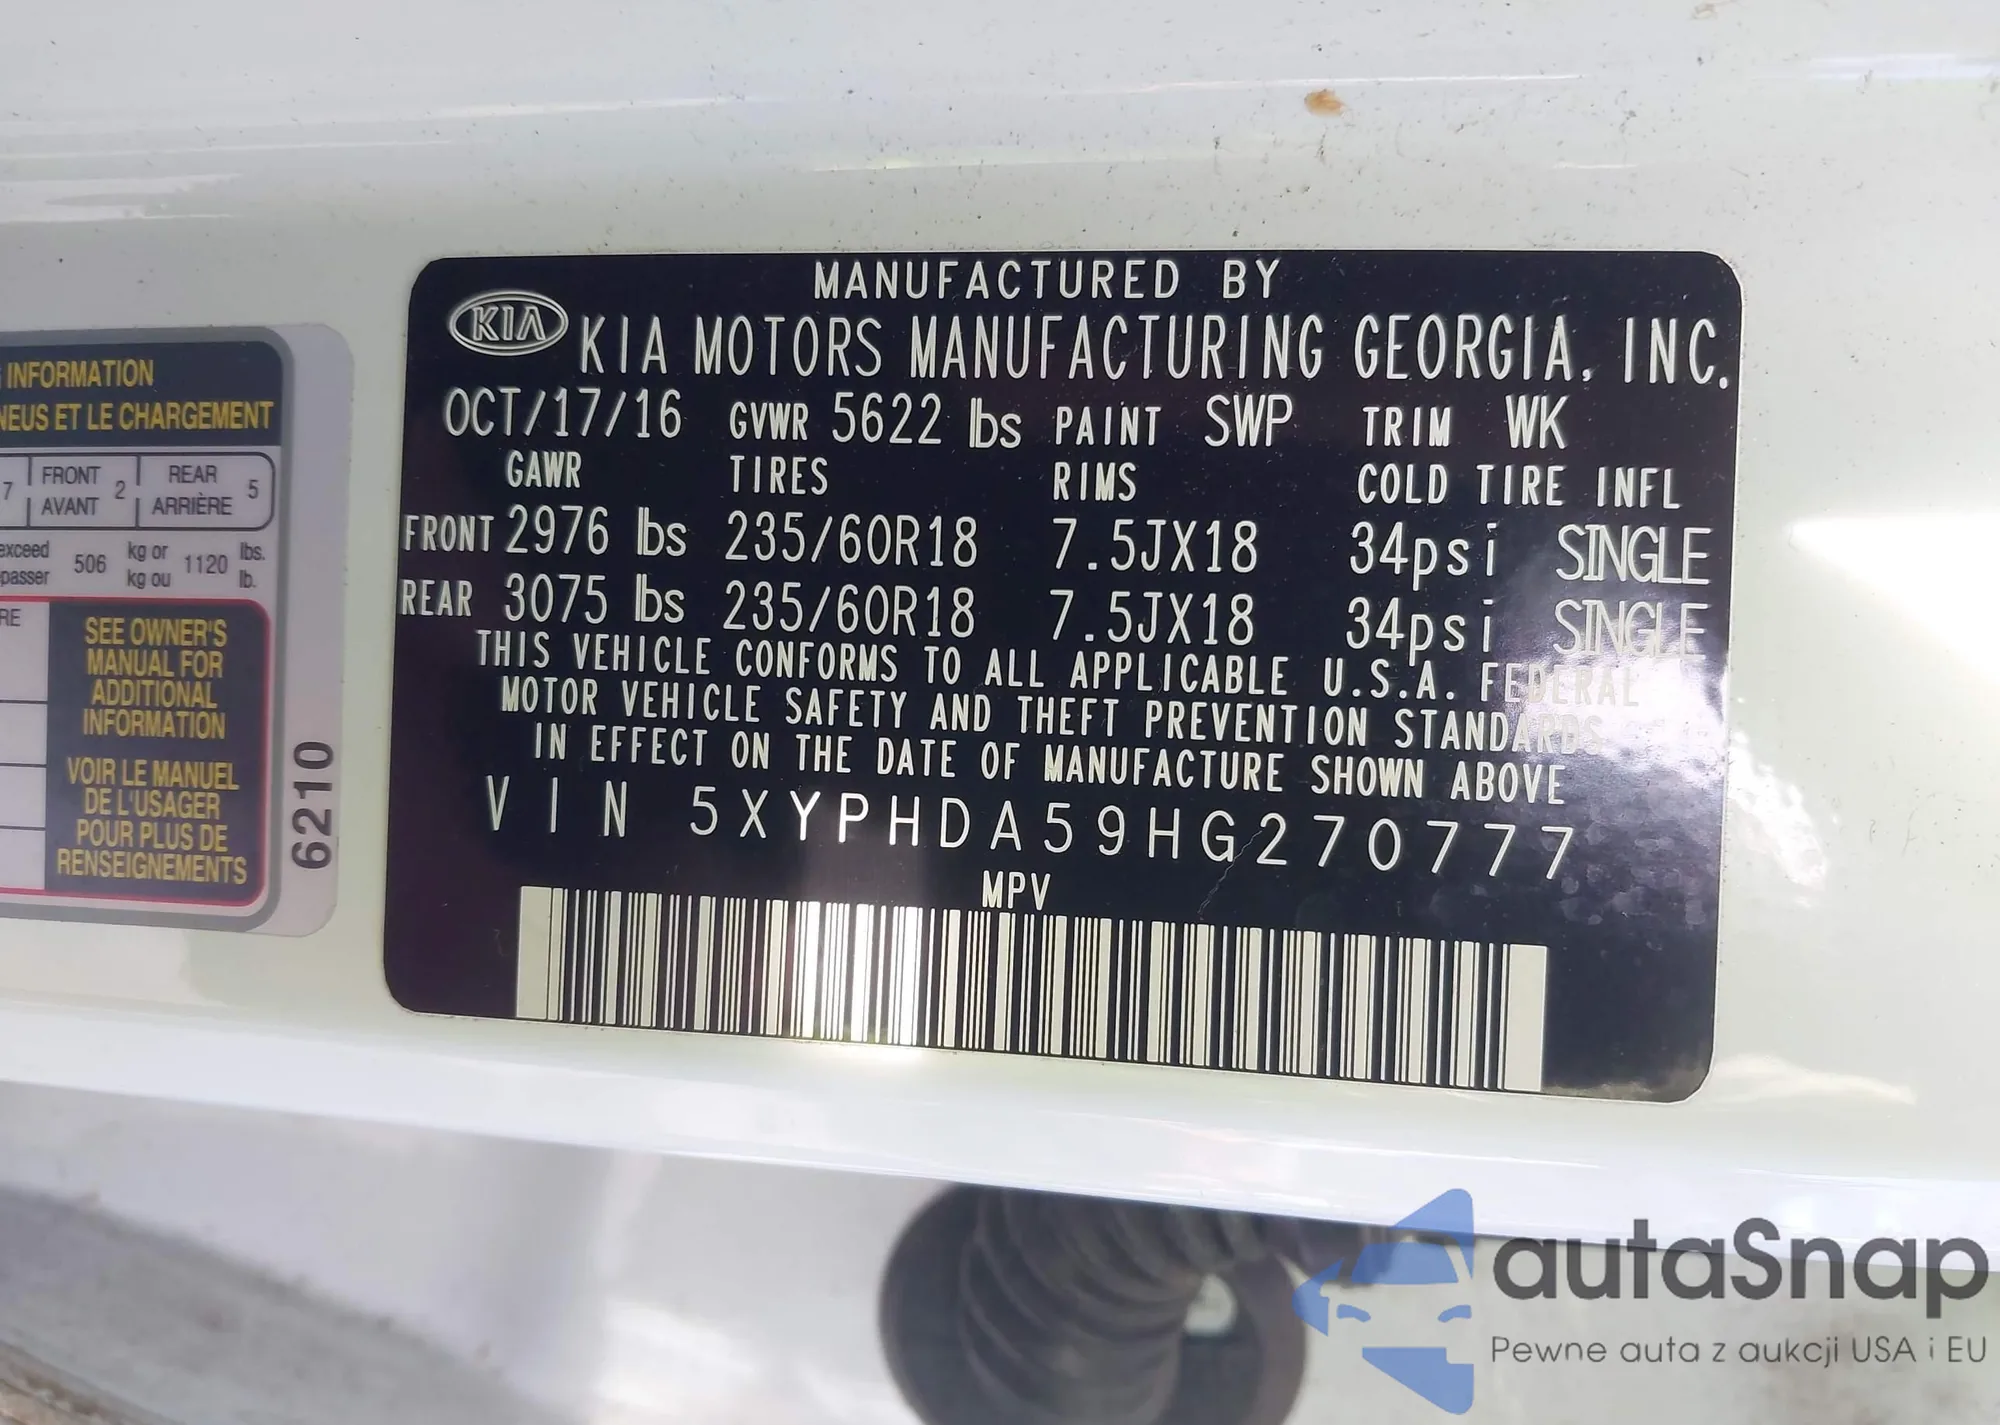 MANUFACTURED BY
KIA KIA MOTORS MANUFACTURING GEORGIA, INC.
OCT/17/16 GVWR 5622 lbs PAINT SWP TRIM WK
GAWR TIRES RIMS COLD TIRE INFL
FRONT 2976 lbs 235/60R18 7.5JX18 34psi SINGLE
REAR 3075 lbs 235/60R18 7.5JX18 34psi SINGLE
THIS VEHICLE CONFORMS TO ALL APPLICABLE U.S.A. FEDERAL
MOTOR VEHICLE SAFETY AND THEFT PREVENTION STANDARDS
IN EFFECT ON THE DATE OF MANUFACTURE SHOWN ABOVE
VIN 5XYPHDA59HG270777
MPV
INFORMATION
NEUS ET LE CHARGEMENT
7 FRONT 2 REAR 5
AVANT ARRIÈRE
exceed 506 kg or 1120 lbs.
passer kg ou lb.
RE
SEE OWNER'S
MANUAL FOR
ADDITIONAL
INFORMATION
VOIR LE MANUEL
DE L'USAGER
POUR PLUS DE
RENSEIGNEMENTS
6210
autaSnap
Pewne auta z aukcji USA i EU